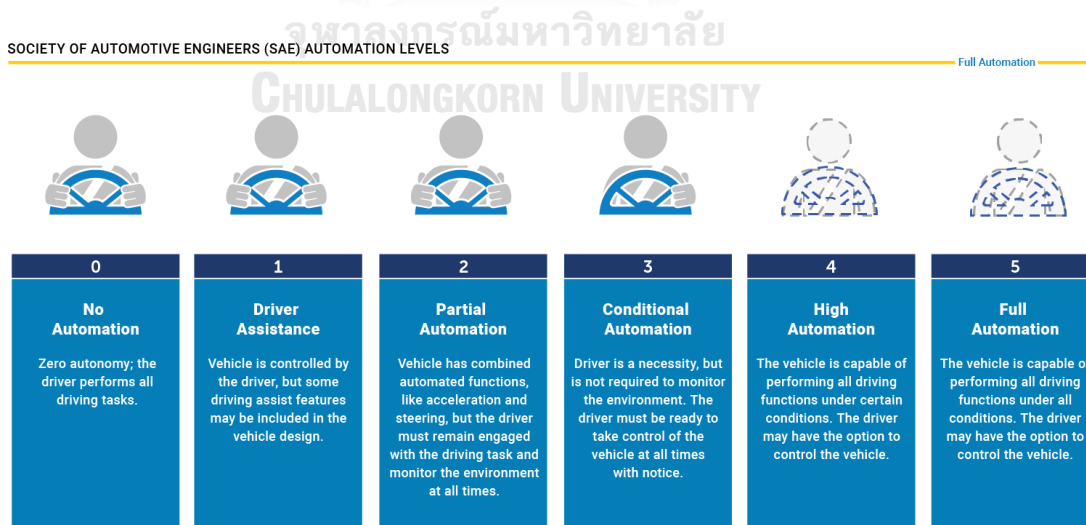 จุฬาลงกรณ์มหาวิทยาลัย
SOCIETY OF AUTOMOTIVE ENGINEERS (SAE) AUTOMATION LEVELS
Full Automation
CHULALONGKORN UNIVERSITY
0
No
Automation
Zero autonomy; the
driver performs all
driving tasks.
1
Driver
Assistance
Vehicle is controlled by
the driver, but some
driving assist features
may be included in the
vehicle design.
2
Partial
Automation
Vehicle has combined
automated functions,
like acceleration and
steering, but the driver
must remain engaged
with the driving task and
monitor the environment
at all times.
3
Conditional
Automation
Driver is a necessity, but
is not required to monitor
the environment. The
driver must be ready to
take control of the
vehicle at all times
with notice.
4
High
Automation
The vehicle is capable of
performing all driving
functions under certain
conditions. The driver
may have the option to
control the vehicle.
5
Full
Automation
The vehicle is capable o
performing all driving
functions under all
conditions. The driver
may have the option to
control the vehicle.